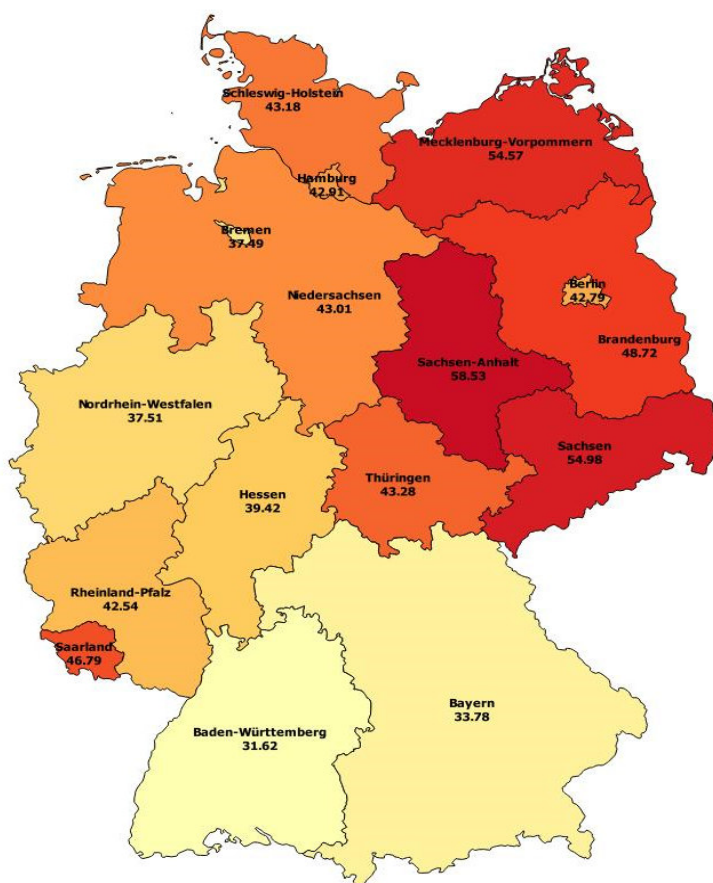 Schleswig-Holstein
43.18
Mecklenburg-Vorpommern
54.57
Hamburg
42.91
Bremen
37.49
Berlin
42.79
Niedersachsen
43.01
Brandenburg
48.72
Sachsen-Anhalt
58.53
Nordrhein-Westfalen
37.51
Sachsen
54.98
Thüringen
43.28
Hessen
39.42
Rheinland-Pfalz
42.54
Saarland
46.79
Bayern
33.78
Baden-Württemberg
31.62